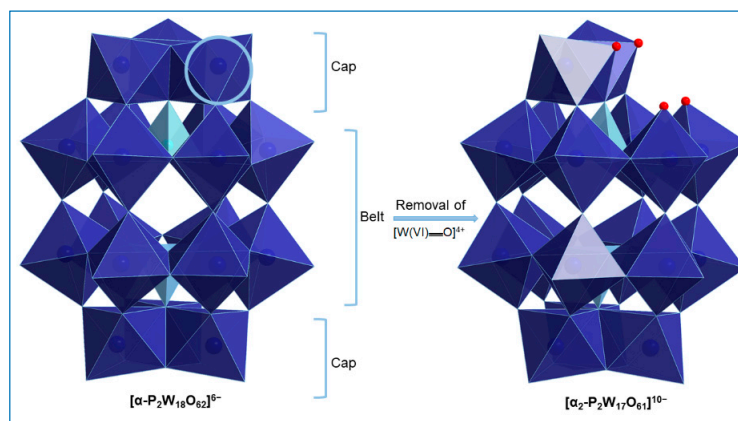 Cap
Belt
Removal of
[W(VI)═O]⁴⁺
Cap
[α-P₂W₁₈O₆₂]⁶⁻
[α₂-P₂W₁₇O₆₁]¹⁰⁻